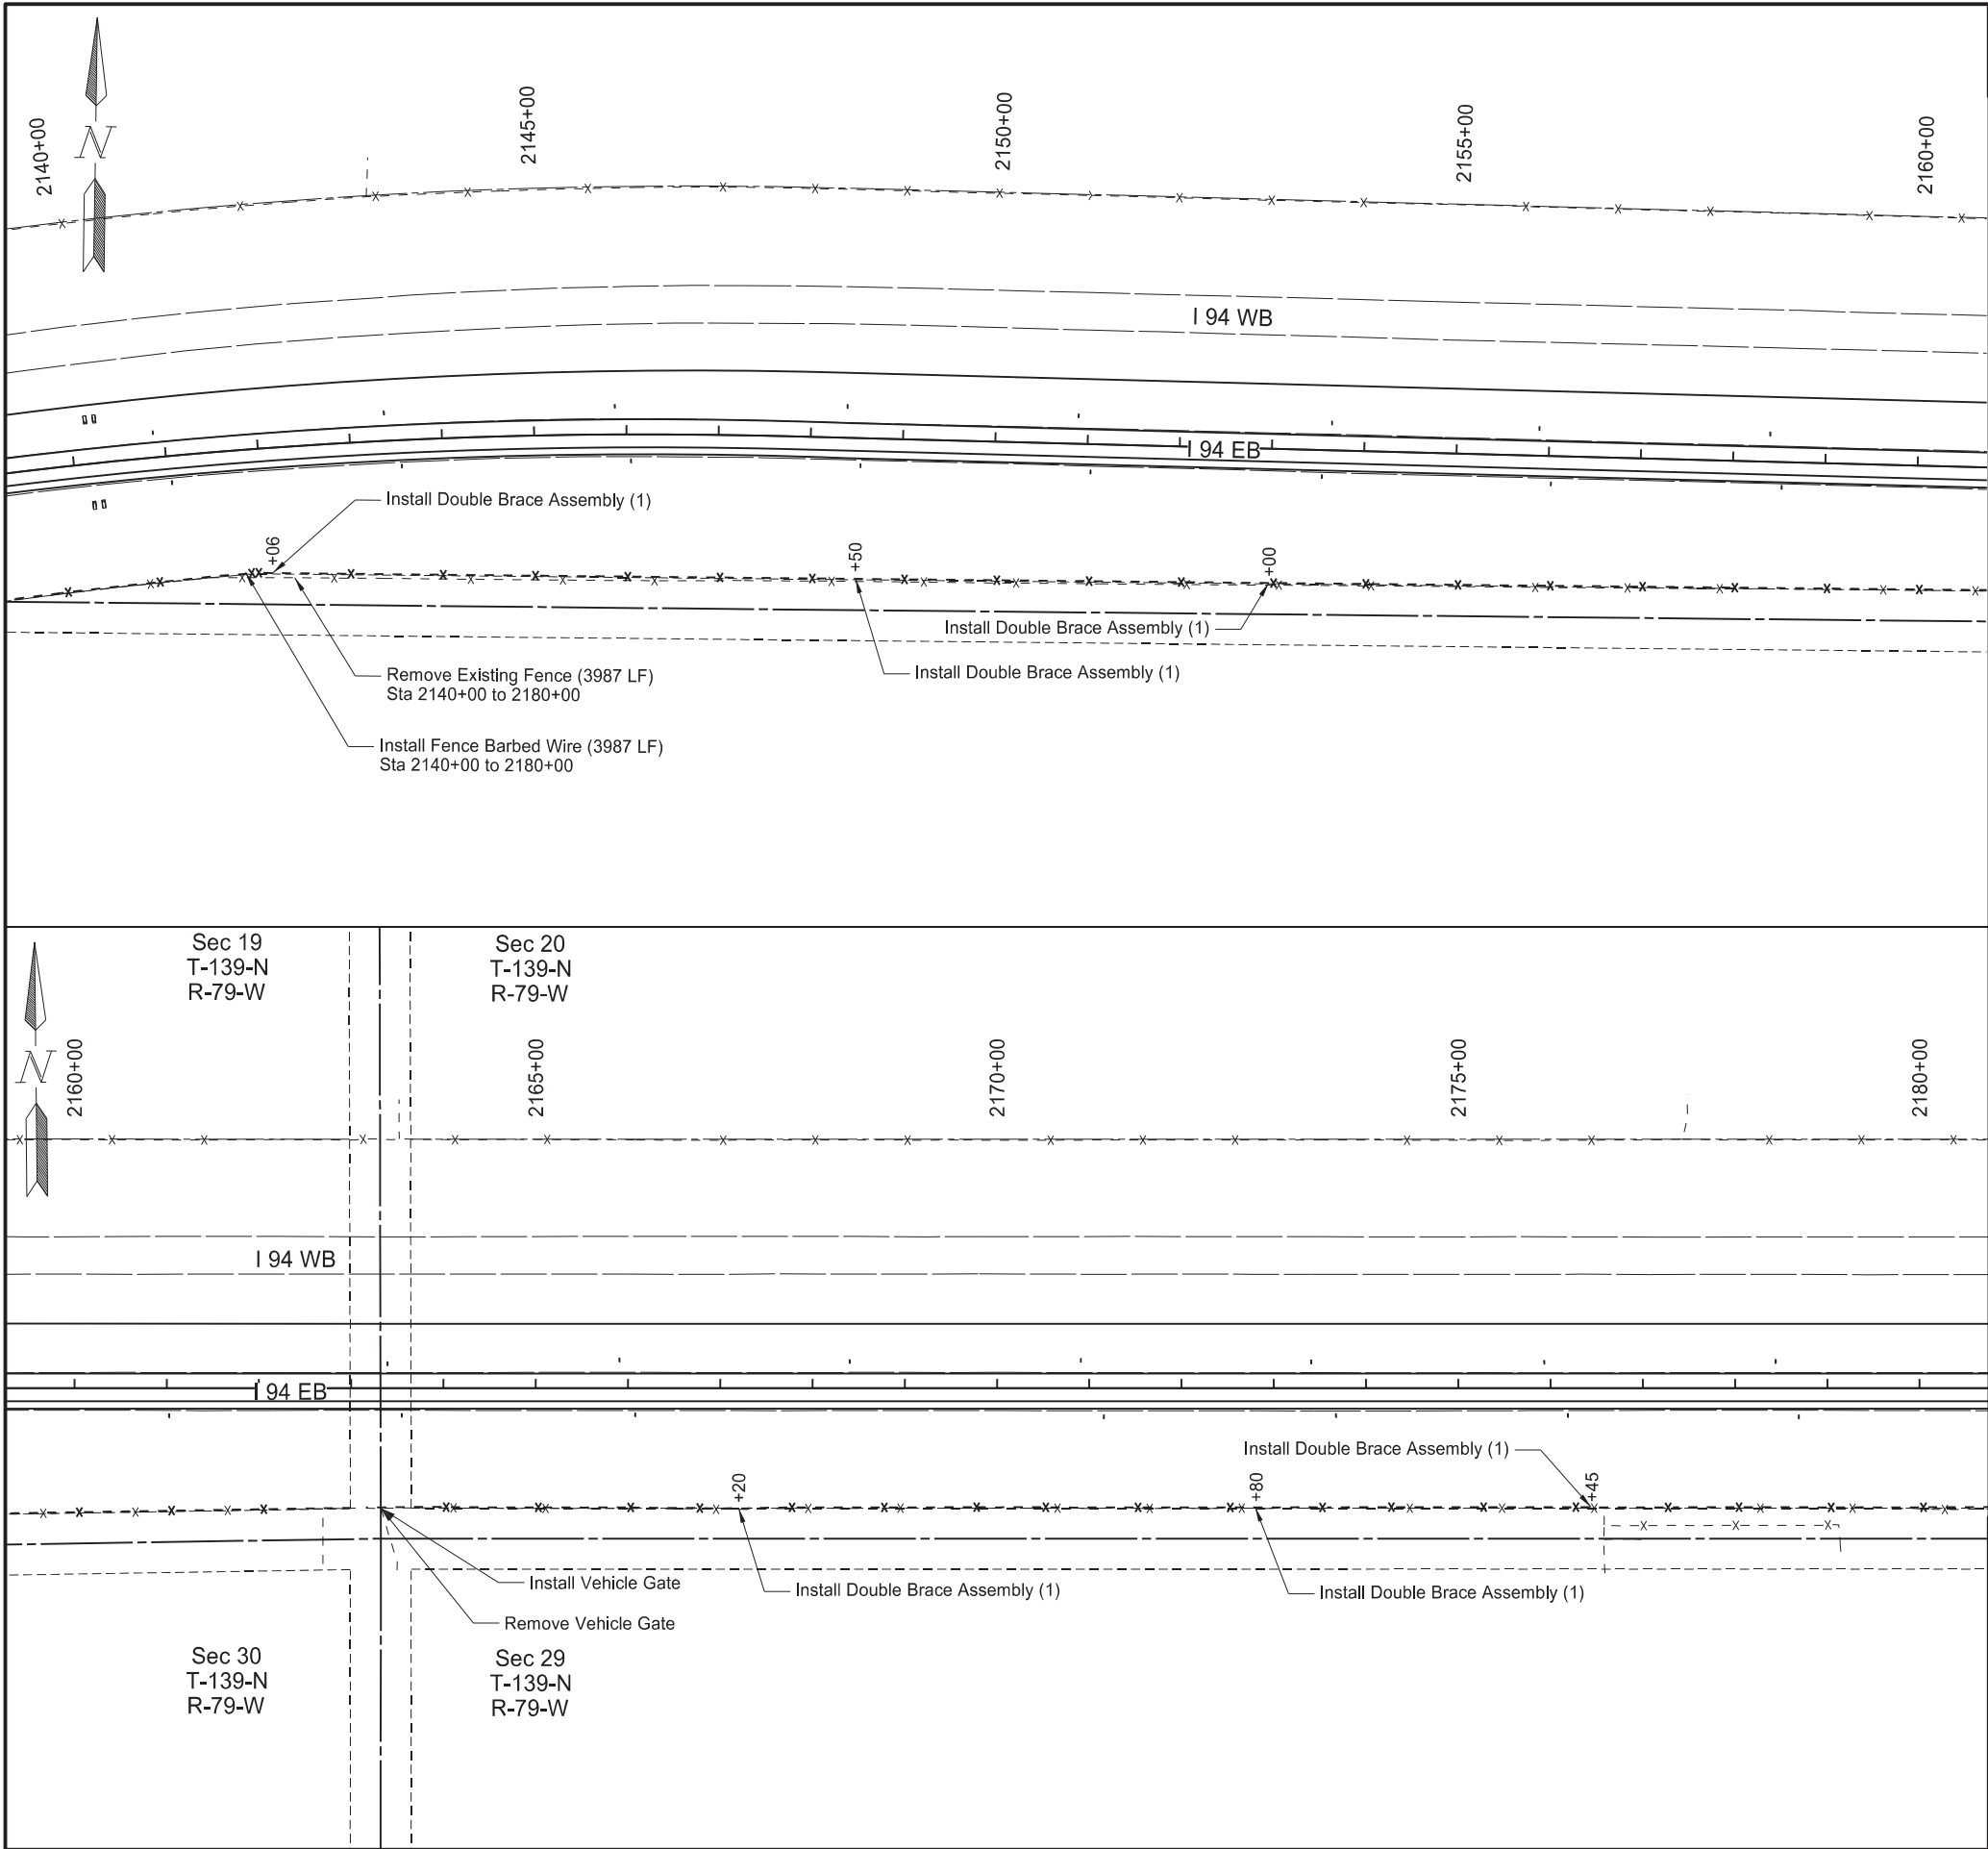 2140+00
2145+00
2150+00
2155+00
2160+00
N
I 94 WB
I 94 EB
Install Double Brace Assembly (1)
+06
+50
+00
Install Double Brace Assembly (1)
Install Double Brace Assembly (1)
Remove Existing Fence (3987 LF)
Sta 2140+00 to 2180+00
Install Fence Barbed Wire (3987 LF)
Sta 2140+00 to 2180+00
Sec 19
T-139-N
R-79-W
Sec 20
T-139-N
R-79-W
N
2160+00
2165+00
2170+00
2175+00
2180+00
I 94 WB
I 94 EB
Install Double Brace Assembly (1)
+20
+80
+45
Install Vehicle Gate
Install Double Brace Assembly (1)
Install Double Brace Assembly (1)
Remove Vehicle Gate
Sec 30
T-139-N
R-79-W
Sec 29
T-139-N
R-79-W